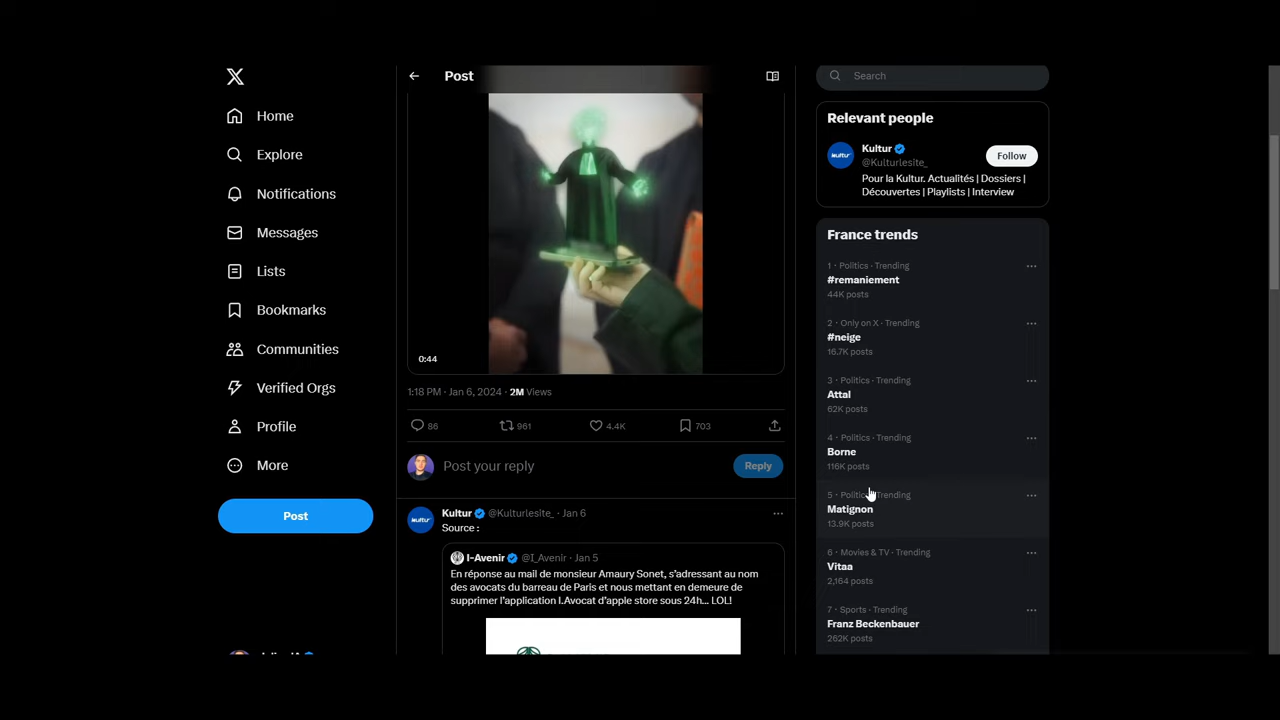 Home
Explore
Notifications
Messages
Lists
Bookmarks
Communities
Verified Orgs
Profile
More
Post
Post
0:44
1:18 PM · Jan 6, 2024 · 2M Views
86 961 4.4K 703
Post your reply
Reply
Kultur @Kulturlesite_ · Jan 6
Source :
I-Avenir @I_Avenir · Jan 5
En réponse au mail de monsieur Amaury Sonet, s'adressant au nom
des avocats du barreau de Paris et nous mettant en demeure de
supprimer l'application I.Avocat d'apple store sous 24h... LOL!
Search
Relevant people
kultur
Kultur
@Kulturlesite_
Follow
Pour la Kultur. Actualités | Dossiers |
Découvertes | Playlists | Interview
France trends
1 · Politics · Trending
#remaniement
44K posts
2 · Only on X · Trending
#neige
16.7K posts
3 · Politics · Trending
Attal
62K posts
4 · Politics · Trending
Borne
116K posts
5 · Politics · Trending
Matignon
13.9K posts
6 · Movies & TV · Trending
Vitaa
2,164 posts
7 · Sports · Trending
Franz Beckenbauer
262K posts